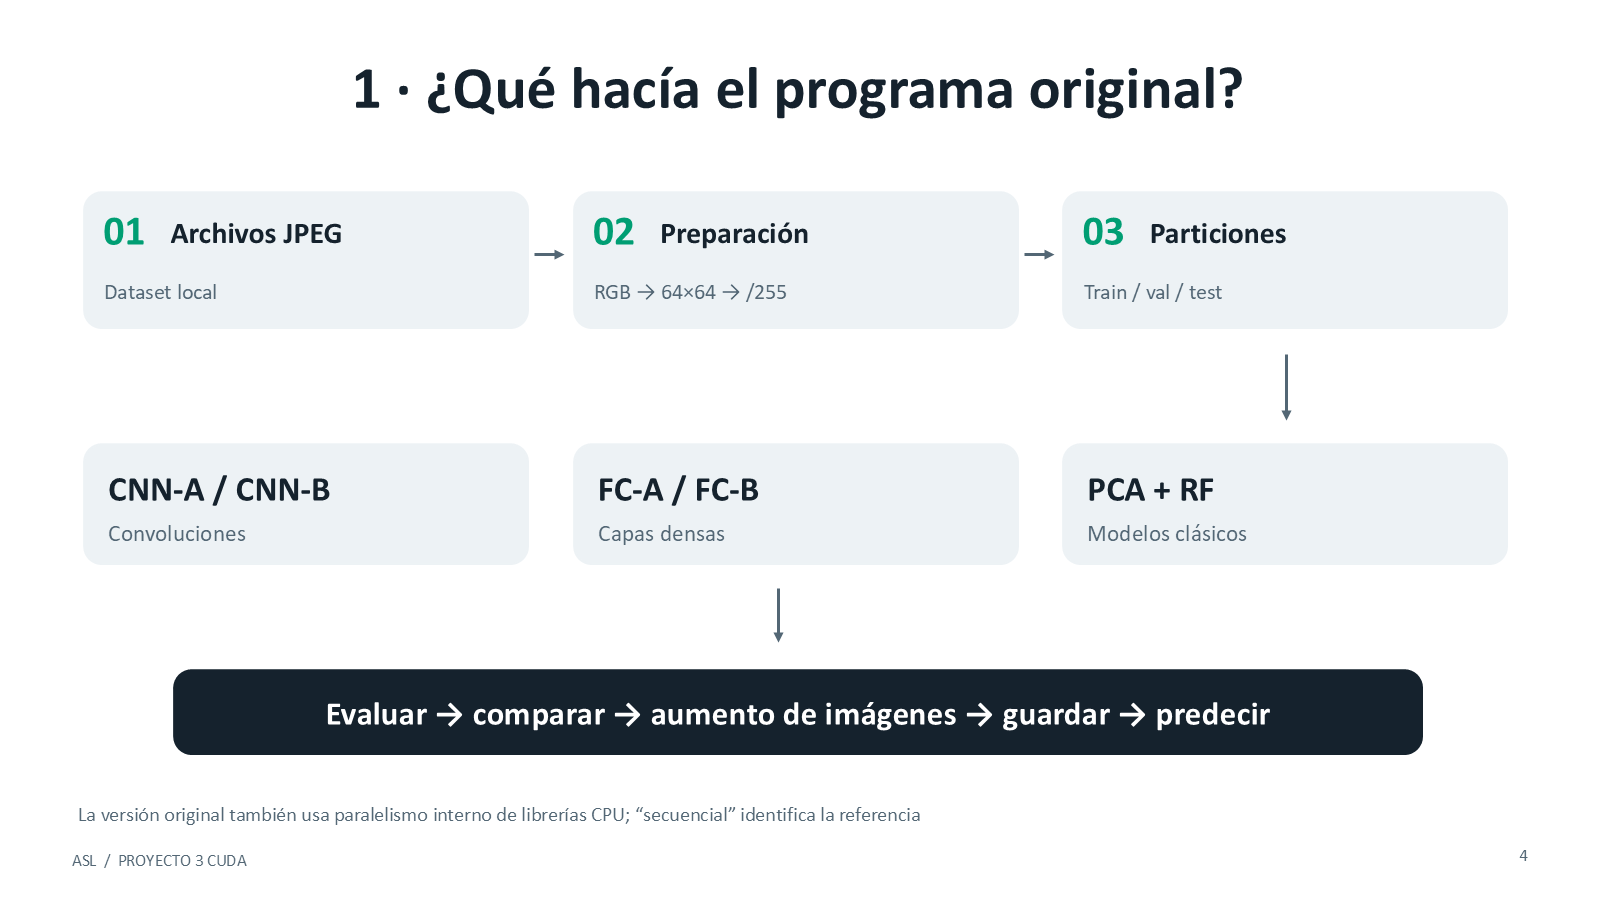 1 · ¿Qué hacía el programa original?
01 Archivos JPEG
Dataset local
02 Preparación
RGB → 64×64 → /255
03 Particiones
Train / val / test
CNN-A / CNN-B
Convoluciones
FC-A / FC-B
Capas densas
PCA + RF
Modelos clásicos
Evaluar → comparar → aumento de imágenes → guardar → predecir
La versión original también usa paralelismo interno de librerías CPU; “secuencial” identifica la referencia
ASL / PROYECTO 3 CUDA
4